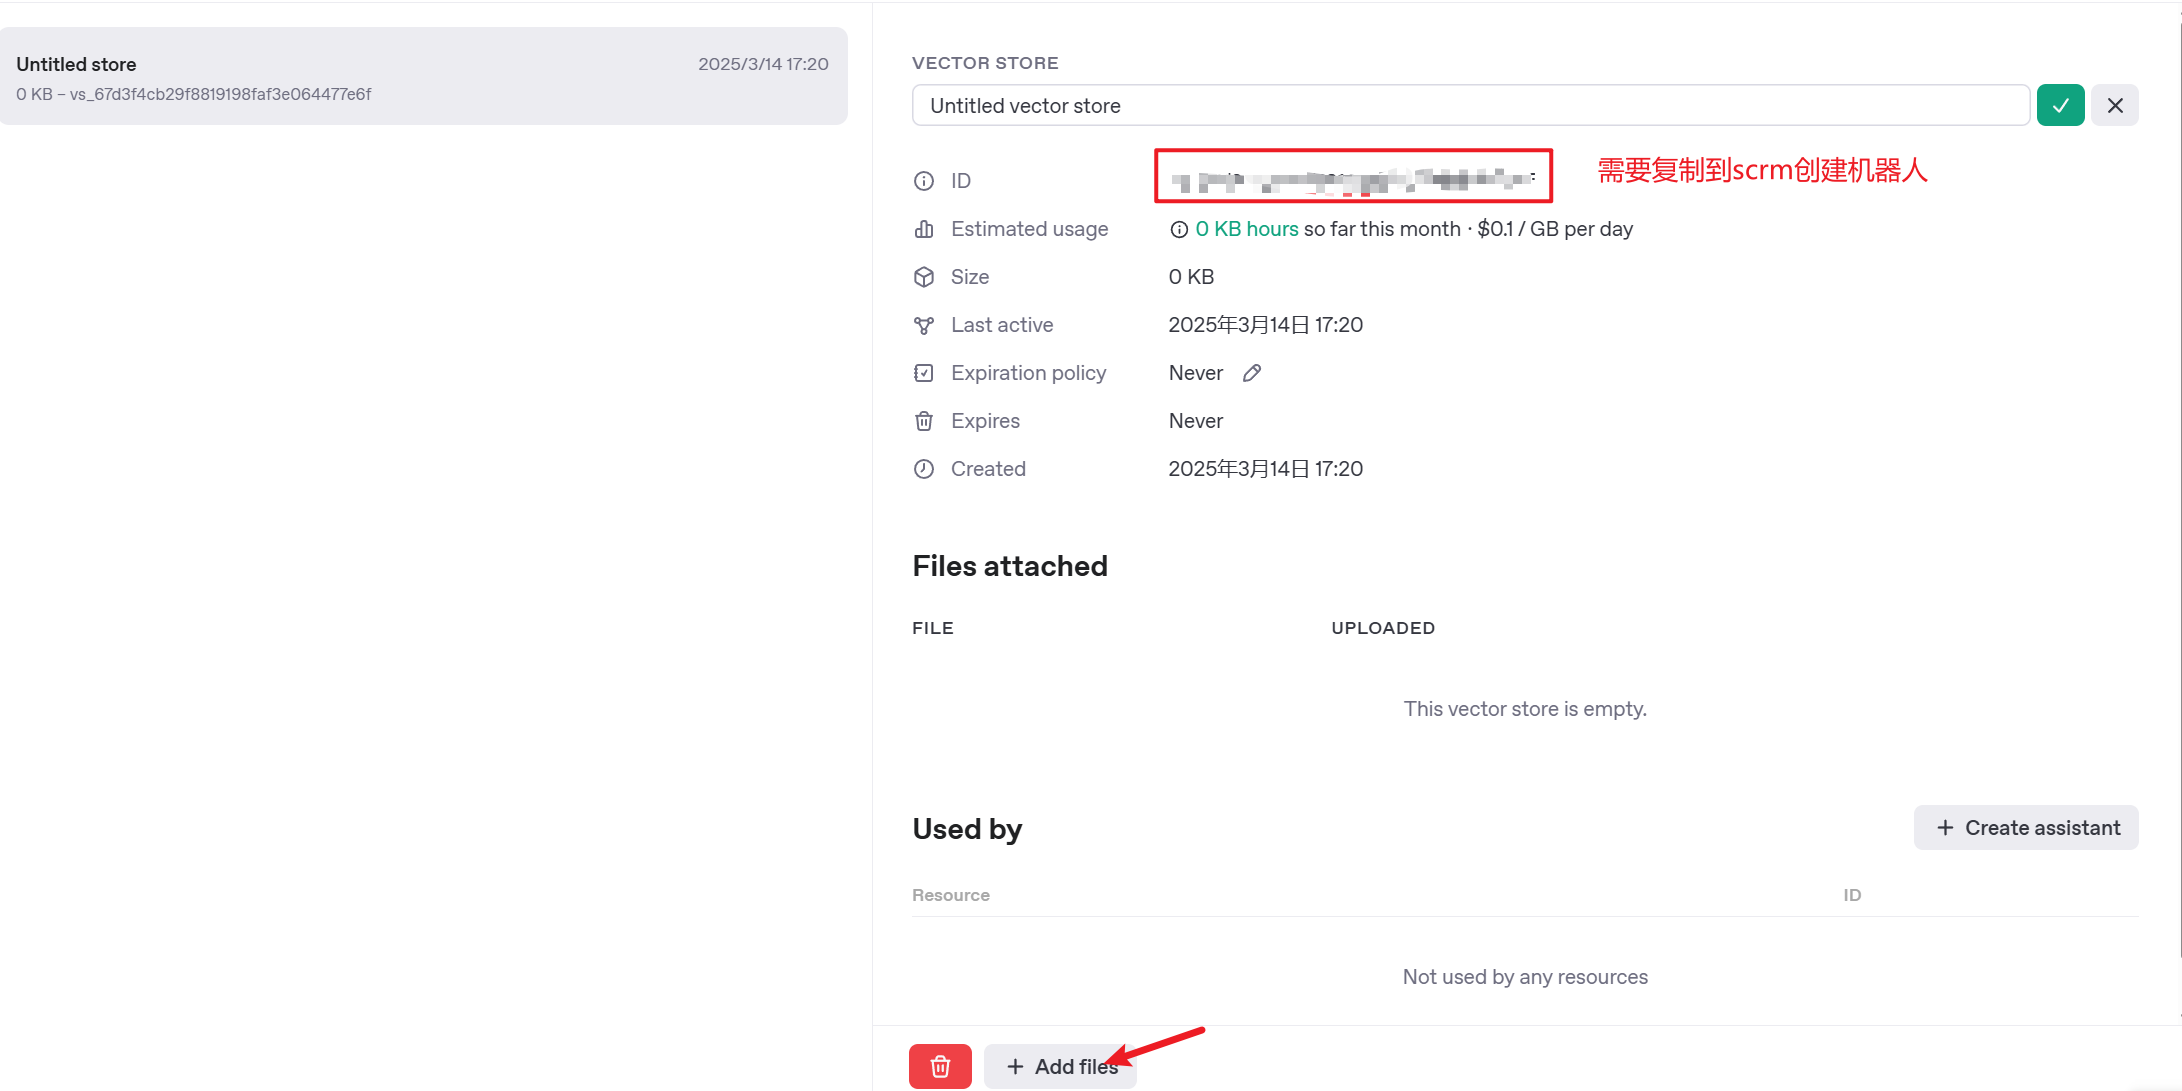 Untitled store
2025/3/14 17:20
0 KB – vs_67d3f4cb29f8819198faf3e064477e6f
VECTOR STORE
Untitled vector store
ID
需要复制到scrm创建机器人
Estimated usage
0 KB hours so far this month · $0.1 / GB per day
Size
0 KB
Last active
2025年3月14日 17:20
Expiration policy
Never
Expires
Never
Created
2025年3月14日 17:20
Files attached
FILE
UPLOADED
This vector store is empty.
Used by
Create assistant
Resource
ID
Not used by any resources
Add files